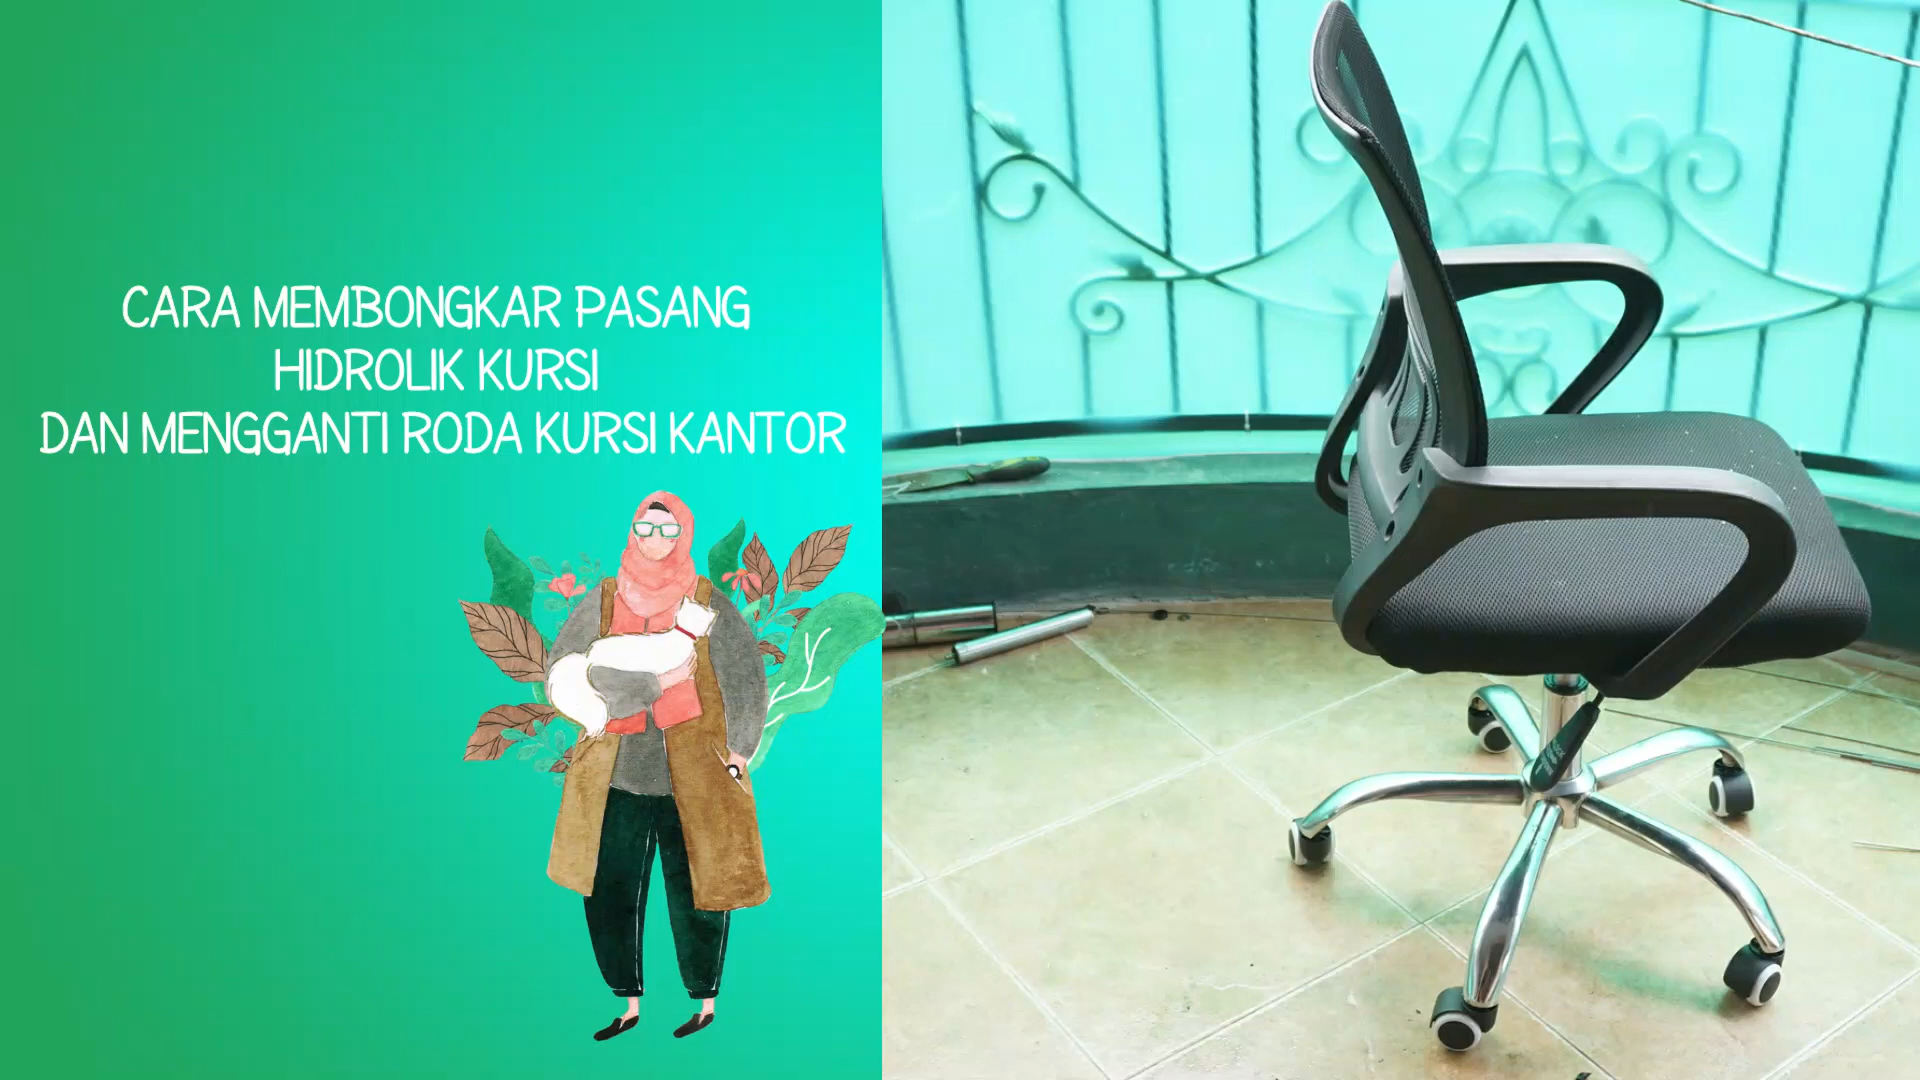 CARA MEMBONGKAR PASANG
HIDROLIK KURSI
DAN MENGGANTI RODA KURSI KANTOR